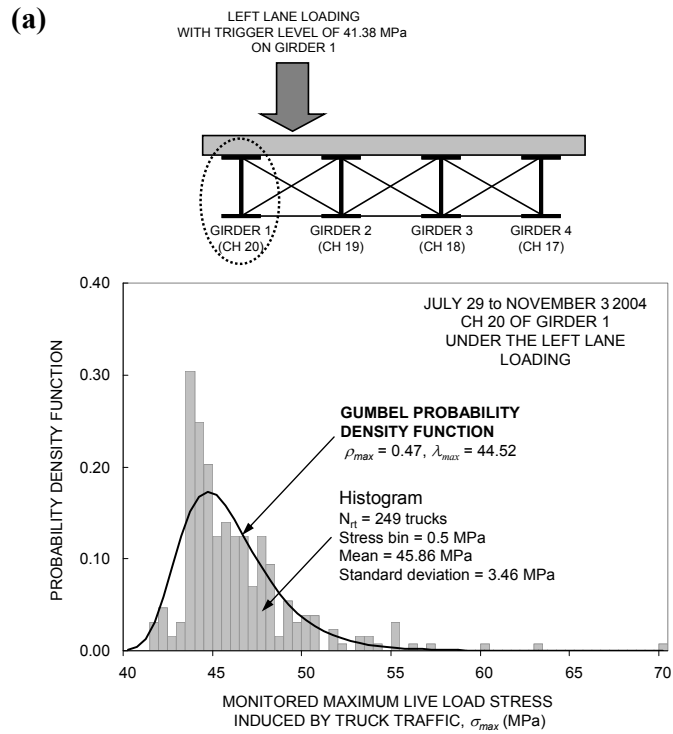 (a)
LEFT LANE LOADING
WITH TRIGGER LEVEL OF 41.38 MPa
ON GIRDER 1
GIRDER 1 GIRDER 2 GIRDER 3 GIRDER 4
(CH 20) (CH 19) (CH 18) (CH 17)
0.40
JULY 29 to NOVEMBER 3 2004
CH 20 OF GIRDER 1
UNDER THE LEFT LANE
LOADING
0.30
GUMBEL PROBABILITY
DENSITY FUNCTION
ρmax = 0.47, λmax = 44.52
0.20
Histogram
Nrt = 249 trucks
Stress bin = 0.5 MPa
Mean = 45.86 MPa
Standard deviation = 3.46 MPa
0.10
0.00
PROBABILITY DENSITY FUNCTION
40 45 50 55 60 65 70
MONITORED MAXIMUM LIVE LOAD STRESS
INDUCED BY TRUCK TRAFFIC, σmax (MPa)